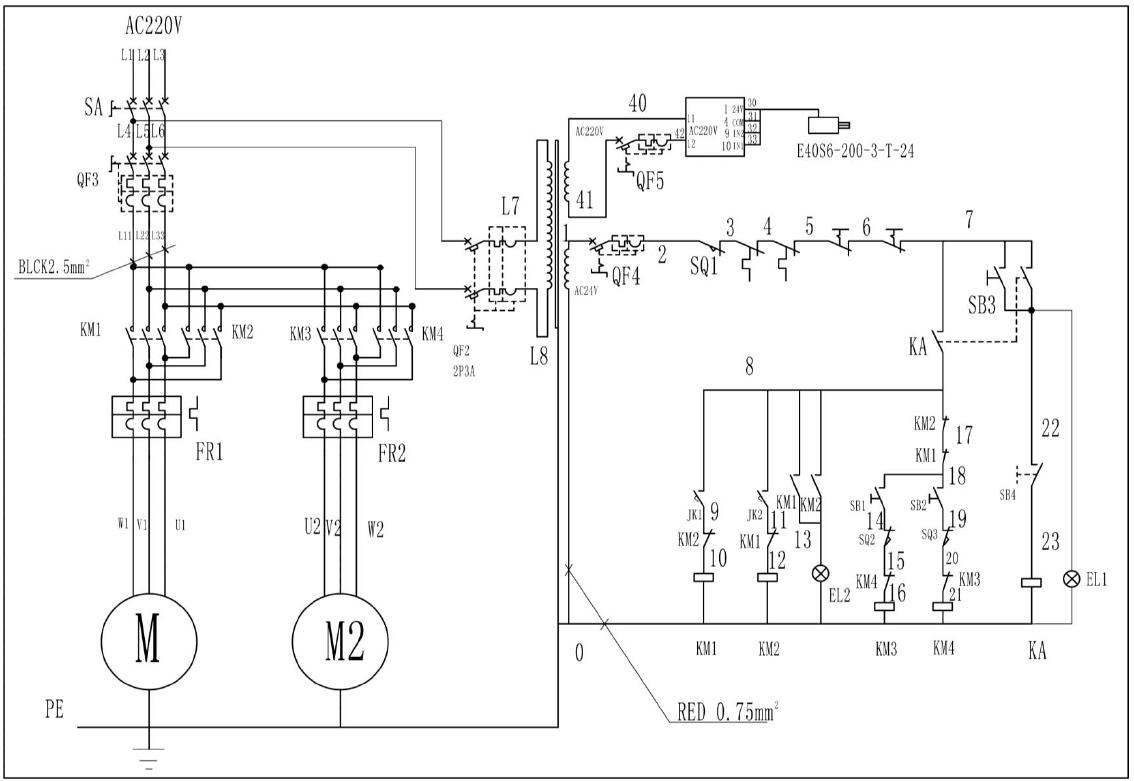 AC220V
L1 L2 L3
SA
L4 L5 L6
QF3
L11 L22 L33
BLCK2.5mm²
KM1
KM2
KM3
KM4
FR1
FR2
W1 V1 U1
U2 V2 W2
M
M2
PE
L7
QF2
2P3A
L8
40
AC220V
41
42
QF5
L1
L2
AC220V
1 24V 30
4 COM 31
9 IN2 32
10 IN1 33
E40S6-200-3-T-24
1
AC24V
QF4
2
SQ1
3
4
5
6
7
SB3
KA
8
KM2
17
KM1
18
22
SB4
23
JK1
9
KM2
10
JK2
11
KM1
12
KM1
KM2
13
EL2
SB1
14
SQ2
15
KM4
16
SB2
19
SQ3
20
KM3
21
EL1
0
KM1
KM2
KM3
KM4
KA
RED 0.75mm²